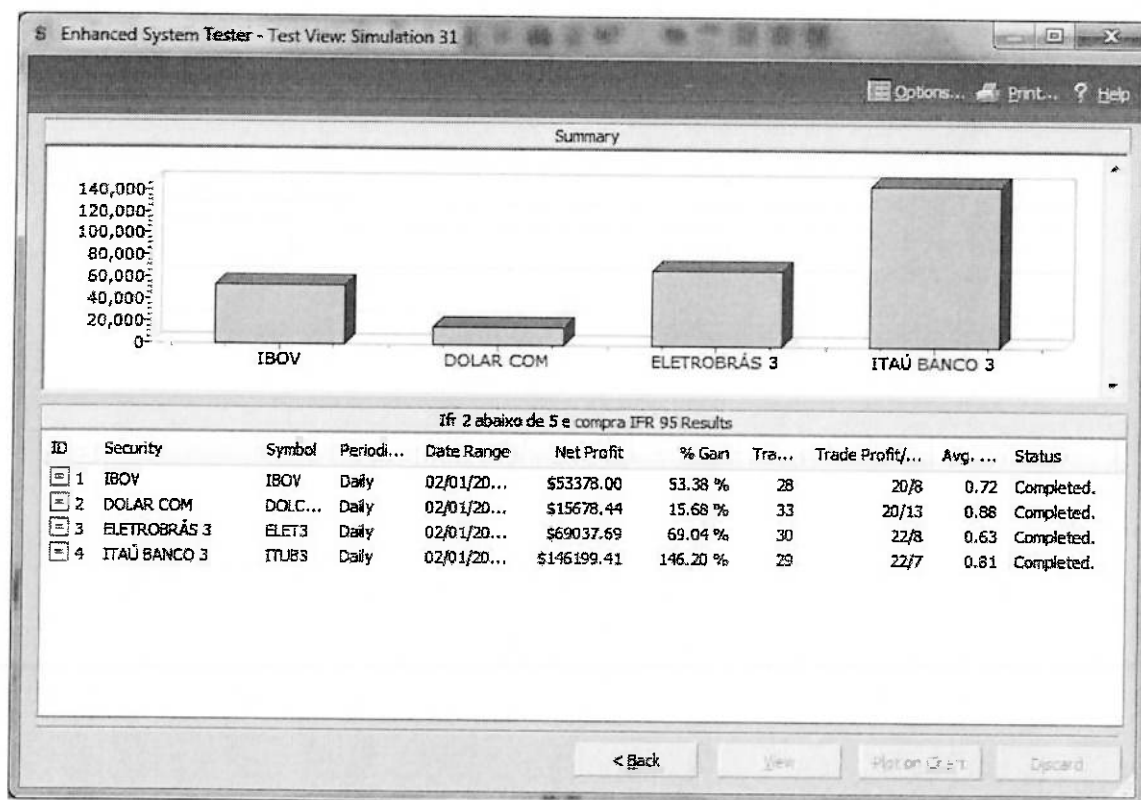 Enhanced System Tester - Test View: Simulation 31
Options... Print... ? Help
Summary
140,000
120,000
100,000
80,000
60,000
40,000
20,000
0
IBOV DOLAR COM ELETROBRÁS 3 ITAÚ BANCO 3
Ifr 2 abaixo de 5 e compra IFR 95 Results
ID Security Symbol Periodi... Date Range Net Profit % Gain Tra... Trade Profit/... Avg. ... Status
1 IBOV IBOV Daily 02/01/20... $53378.00 53.38 % 28 20/8 0.72 Completed.
2 DOLAR COM DOLC... Daily 02/01/20... $15678.44 15.68 % 33 20/13 0.88 Completed.
3 ELETROBRÁS 3 ELET3 Daily 02/01/20... $69037.69 69.04 % 30 22/8 0.63 Completed.
4 ITAÚ BANCO 3 ITUB3 Daily 02/01/20... $146199.41 146.20 % 29 22/7 0.81 Completed.
< Back View Plot on Chart Discard